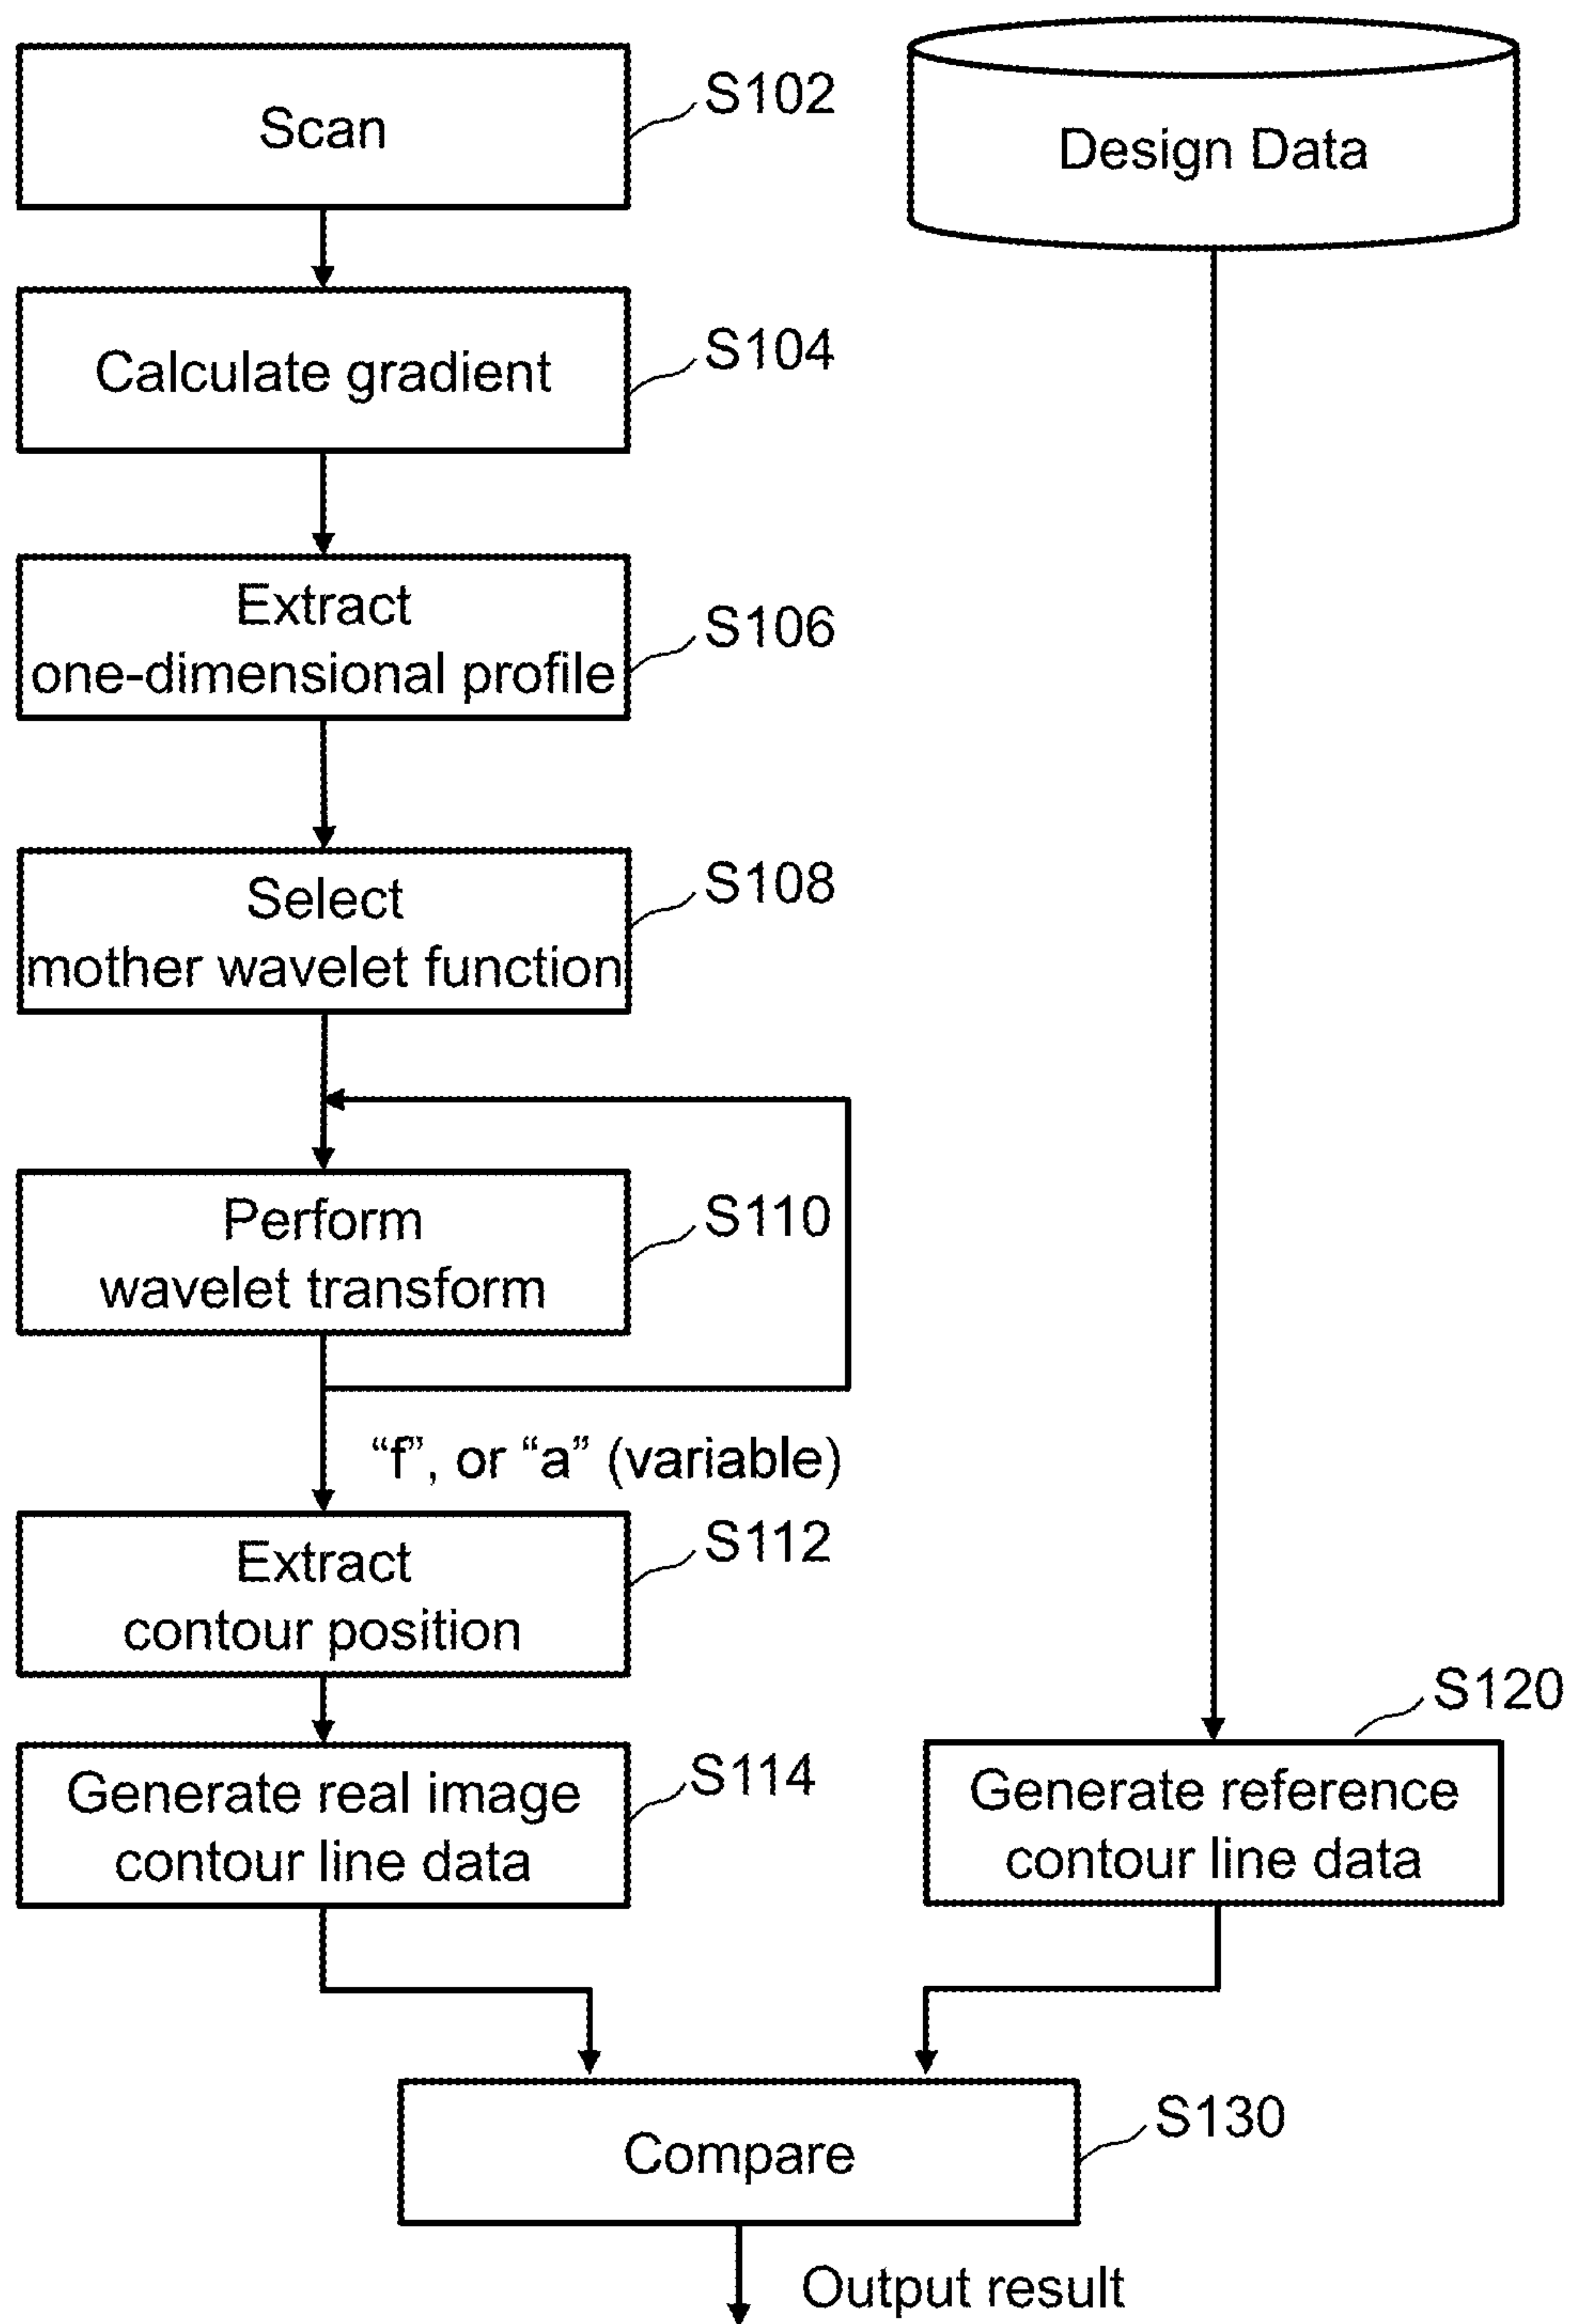 Scan
S102
Design Data
Calculate gradient
S104
Extract
one-dimensional profile
S106
Select
mother wavelet function
S108
Perform
wavelet transform
S110
“f”, or “a” (variable)
Extract
contour position
S112
Generate real image
contour line data
S114
S120
Generate reference
contour line data
Compare
S130
Output result